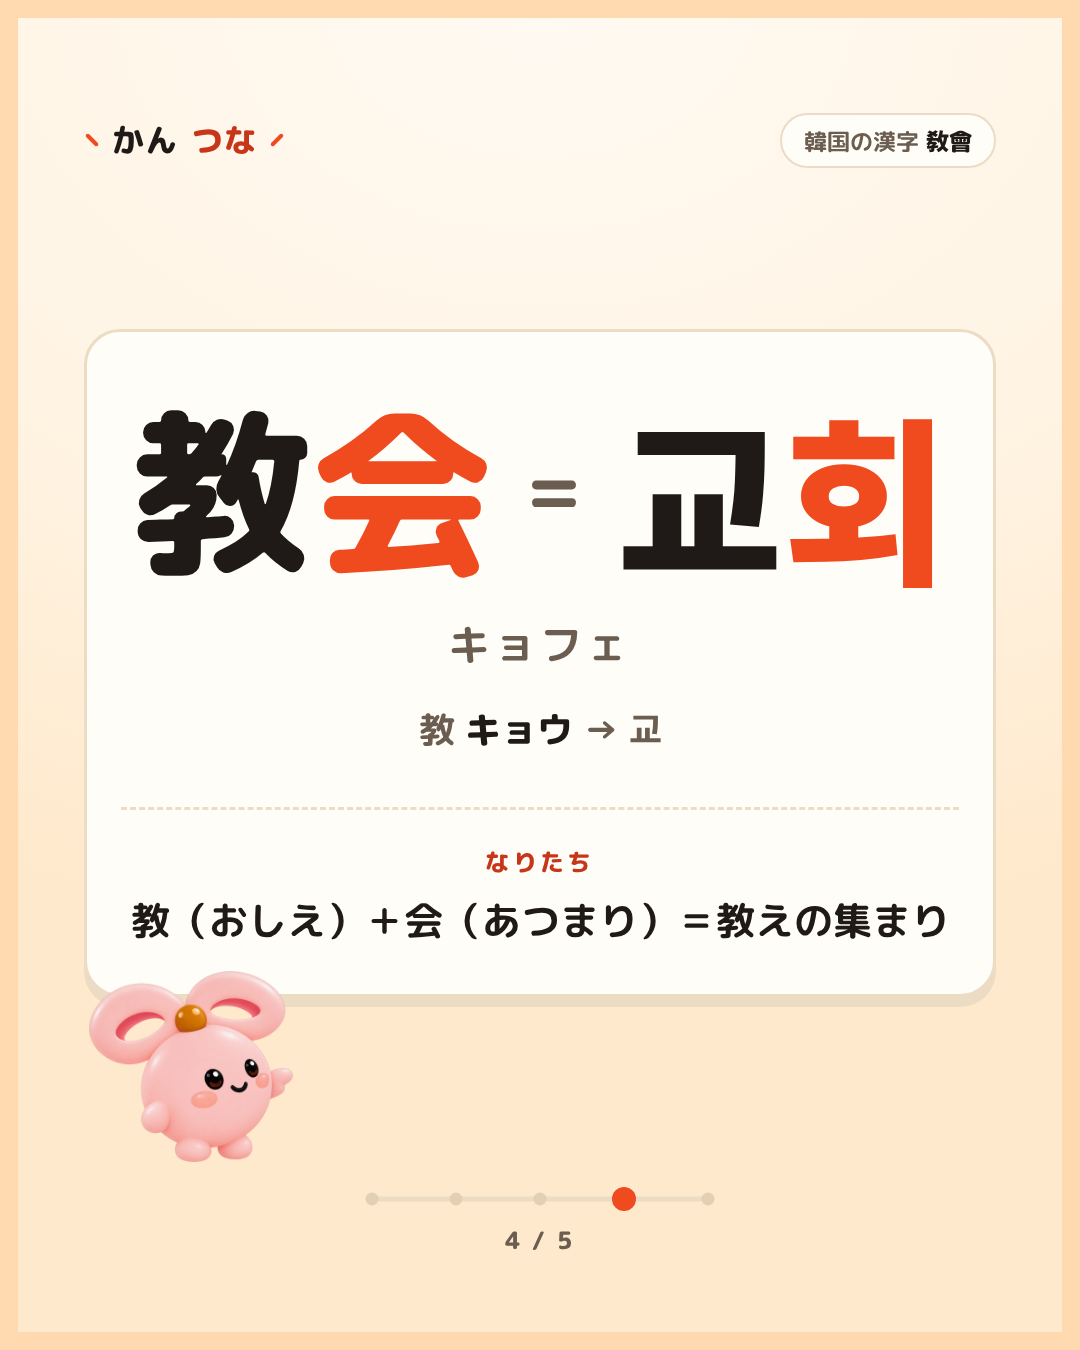 かん つな
韓国の漢字 敎會
教会 = 교회
キョフェ
教 キョウ → 교
なりたち
教（おしえ）＋会（あつまり）＝教えの集まり
4 / 5